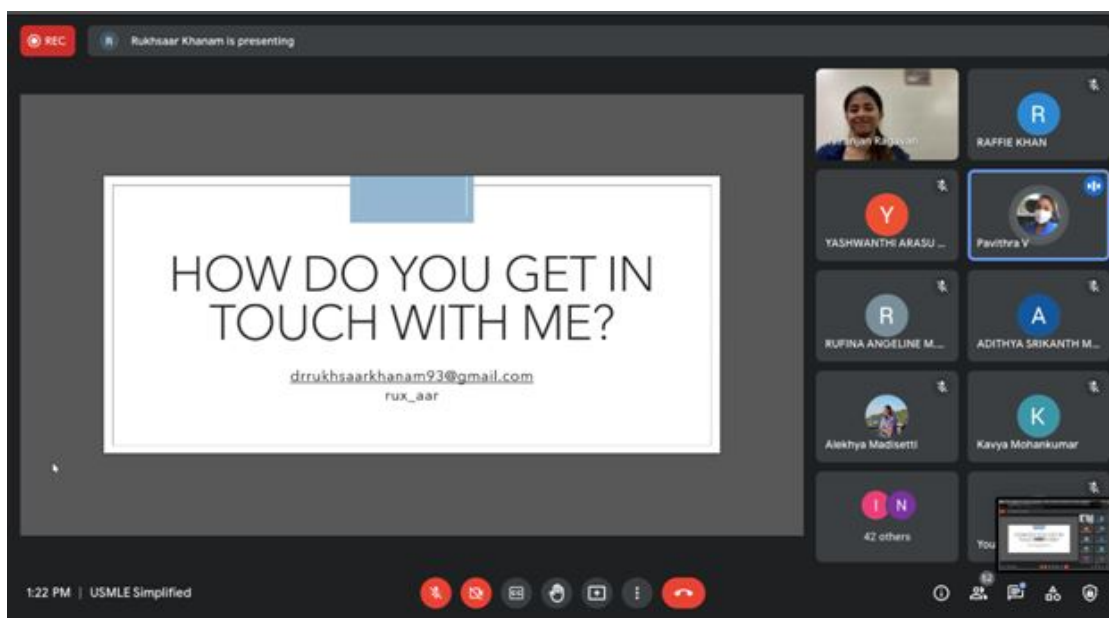 REC
R
Rukhsaar Khanam is presenting
HOW DO YOU GET IN
TOUCH WITH ME?
drrukhsaarkhanam93@gmail.com
rux_aar
Ragavan
R
RAFFIE KHAN
Y
YASHWANTHI ARASU ...
Pavithra V
R
RUFINA ANGELINE M...
A
ADITHYA SRIKANTH M...
Alekhya Madisetti
K
Kavya Mohankumar
I N
42 others
You
1:22 PM | USMLE Simplified
52